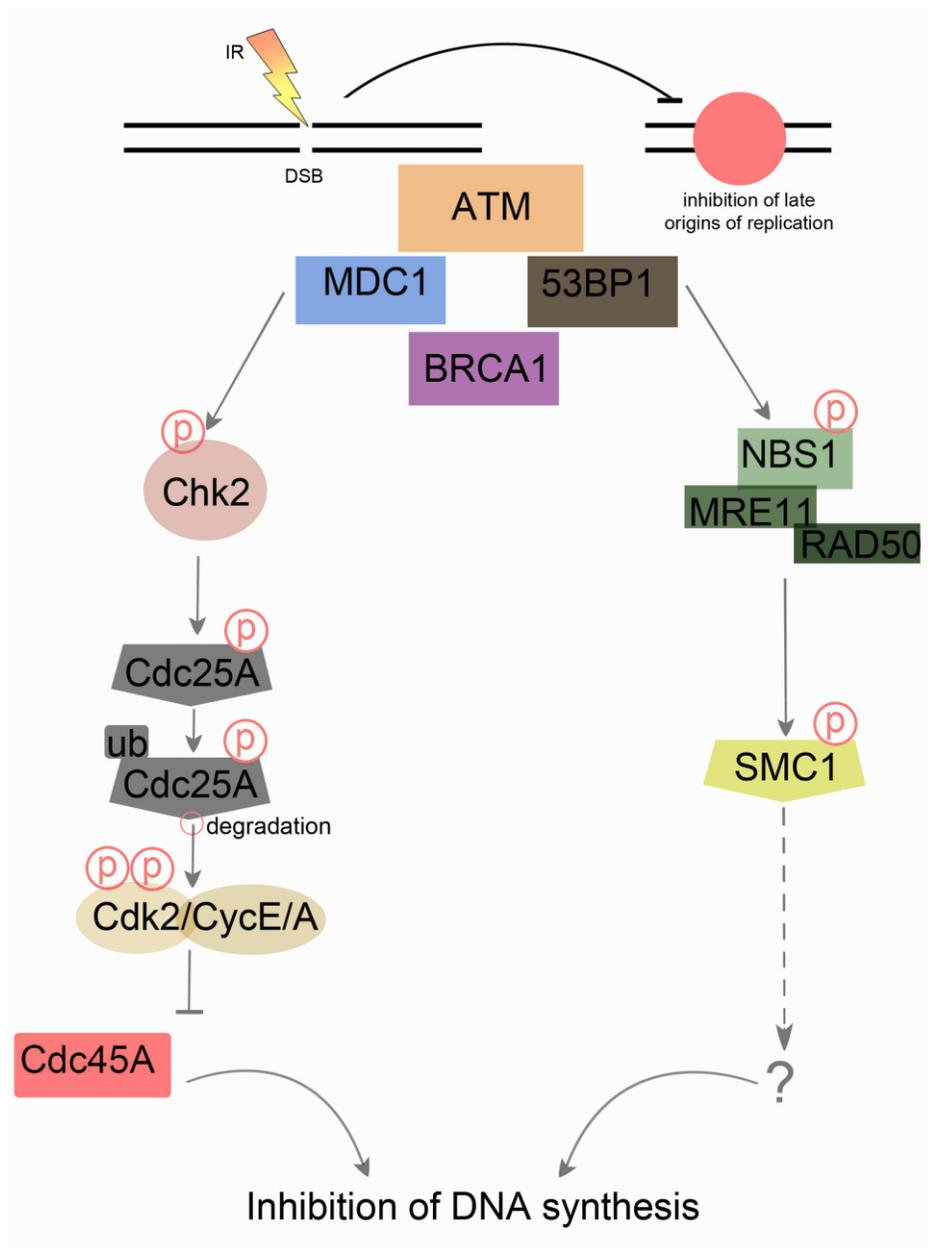 IR
DSB
inhibition of late
origins of replication
ATM
MDC1
53BP1
BRCA1
p
Chk2
p
NBS1
MRE11
RAD50
p
Cdc25A
ub
p
Cdc25A
degradation
p
SMC1
p p
Cdk2/CycE/A
Cdc45A
?
Inhibition of DNA synthesis